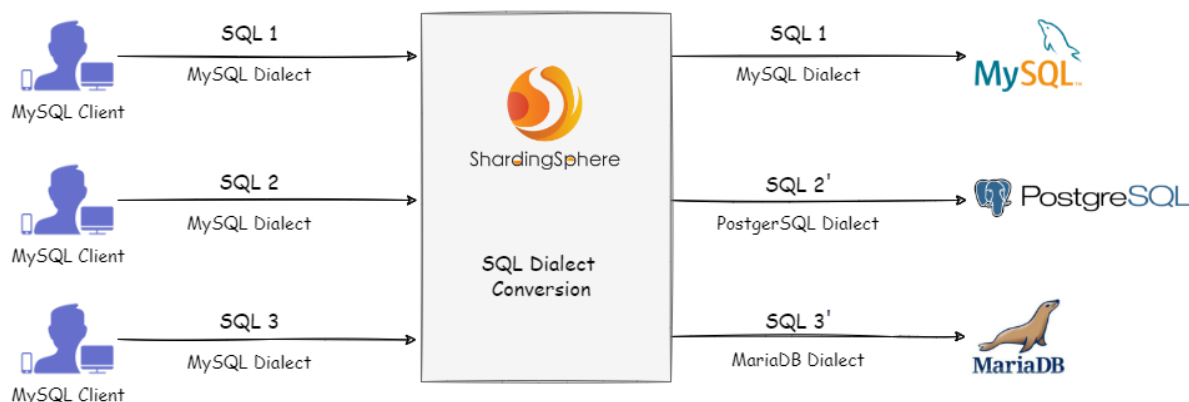 SQL 1
MySQL Dialect
MySQL Client
SQL 1
MySQL Dialect
MySQL™
ShardingSphere
SQL 2
MySQL Dialect
MySQL Client
SQL 2'
PostgerSQL Dialect
PostgreSQL
SQL Dialect
Conversion
SQL 3
MySQL Dialect
MySQL Client
SQL 3'
MariaDB Dialect
MariaDB